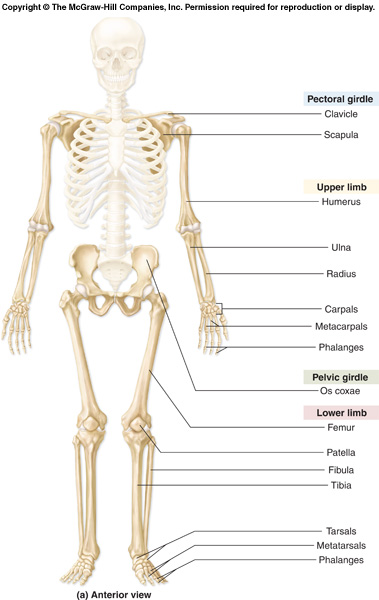 Copyright © The McGraw-Hill Companies, Inc. Permission required for reproduction or display.
Pectoral girdle
Clavicle
Scapula
Upper limb
Humerus
Ulna
Radius
Carpals
Metacarpals
Phalanges
Pelvic girdle
Os coxae
Lower limb
Femur
Patella
Fibula
Tibia
Tarsals
Metatarsals
Phalanges
(a) Anterior view